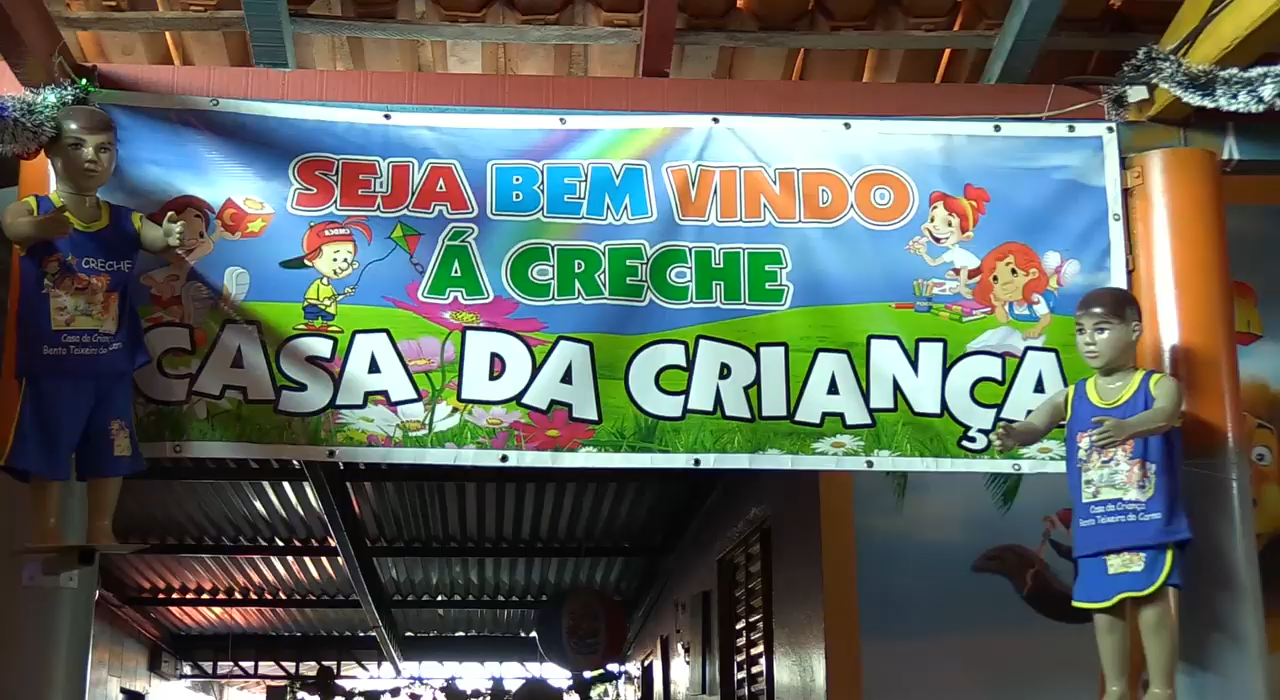 SEJA BEM VINDO
Á CRECHE
CASA DA CRIANÇA
CMDCA
CRECHE
Casa da Criança
Bento Teixeira do Carmo
Casa da Criança
Bento Teixeira do Carmo